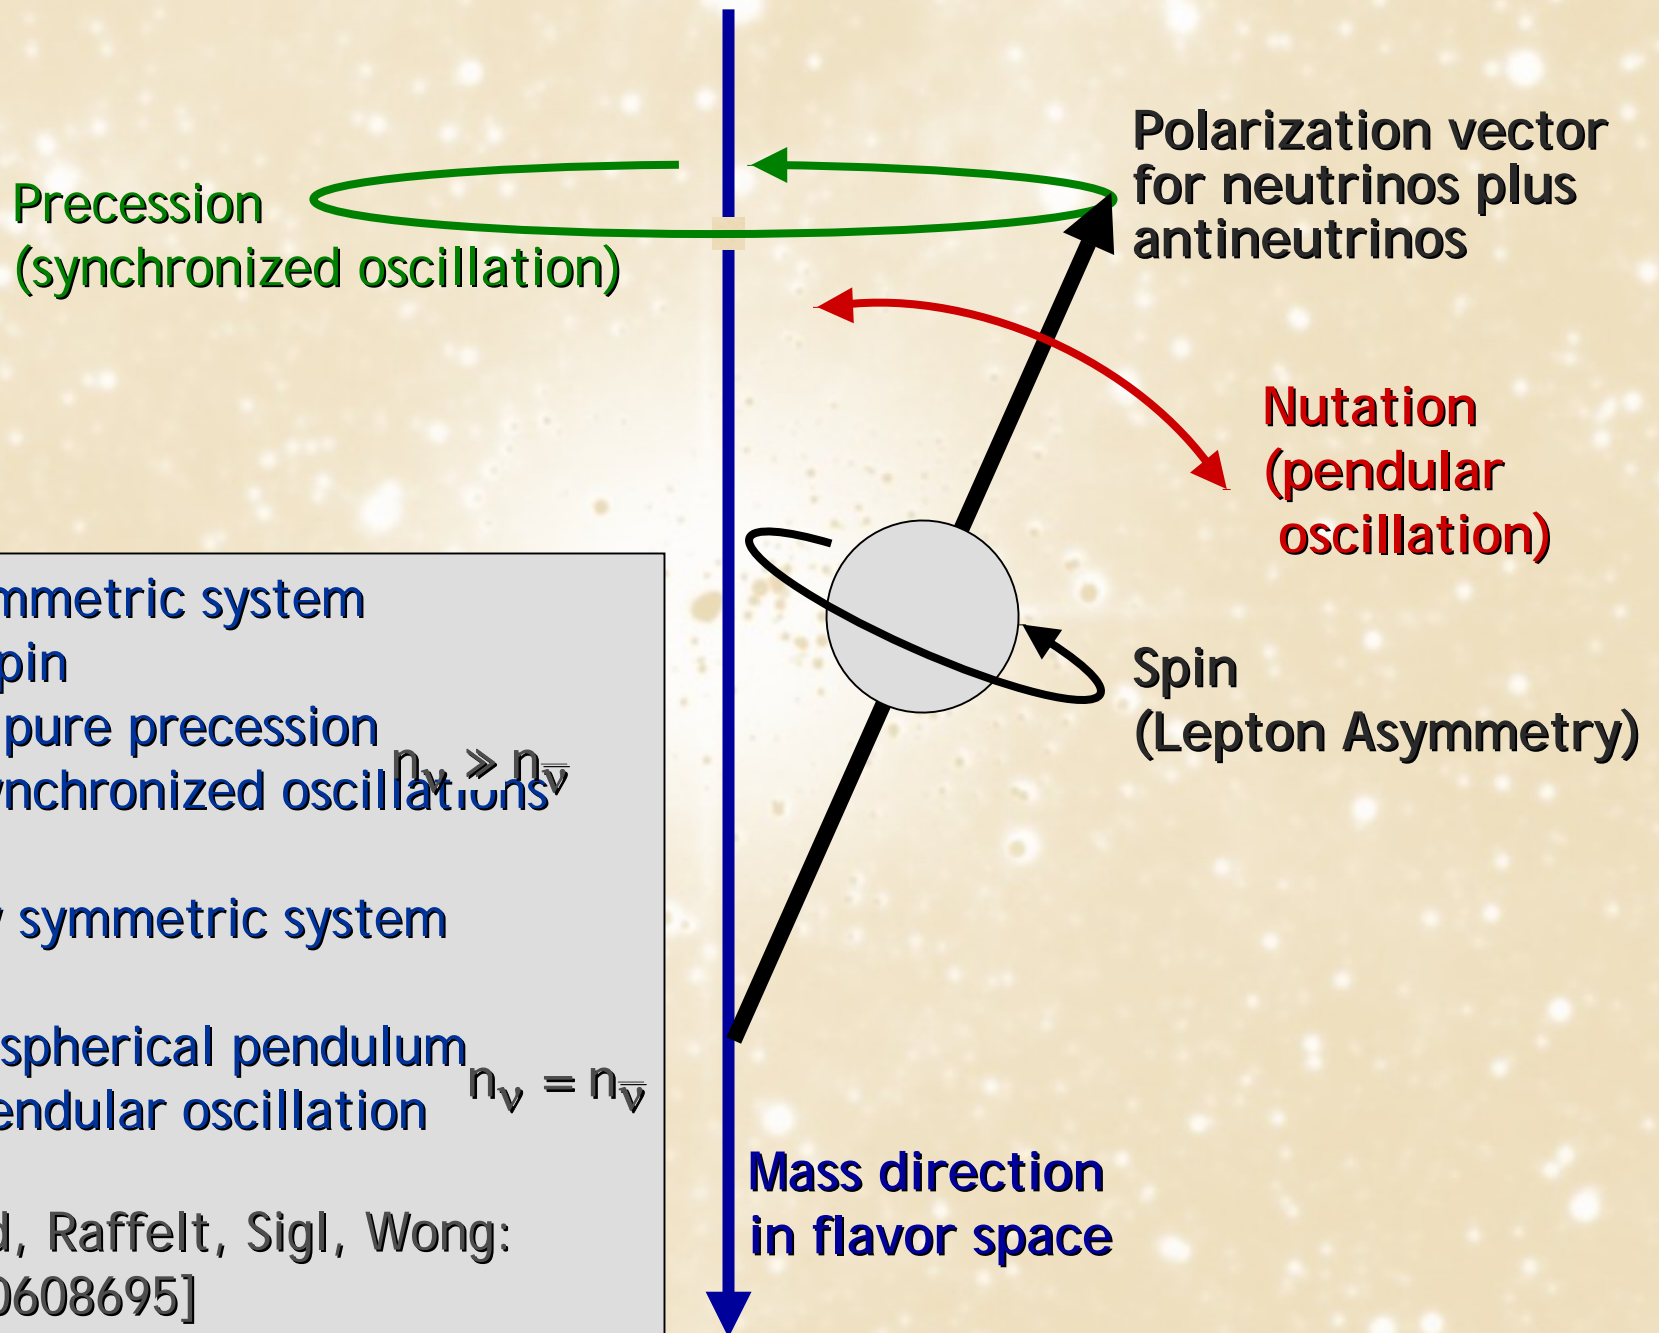 Polarization vector
for neutrinos plus
antineutrinos
Precession
(synchronized oscillation)
Nutation
(pendular
oscillation)
Spin
(Lepton Asymmetry)
mmetric system
pin
pure precession
nν ≫ nν̅
ynchronized oscillations
y symmetric system
spherical pendulum
nν = nν̅
endular oscillation
d, Raffelt, Sigl, Wong:
0608695]
Mass direction
in flavor space